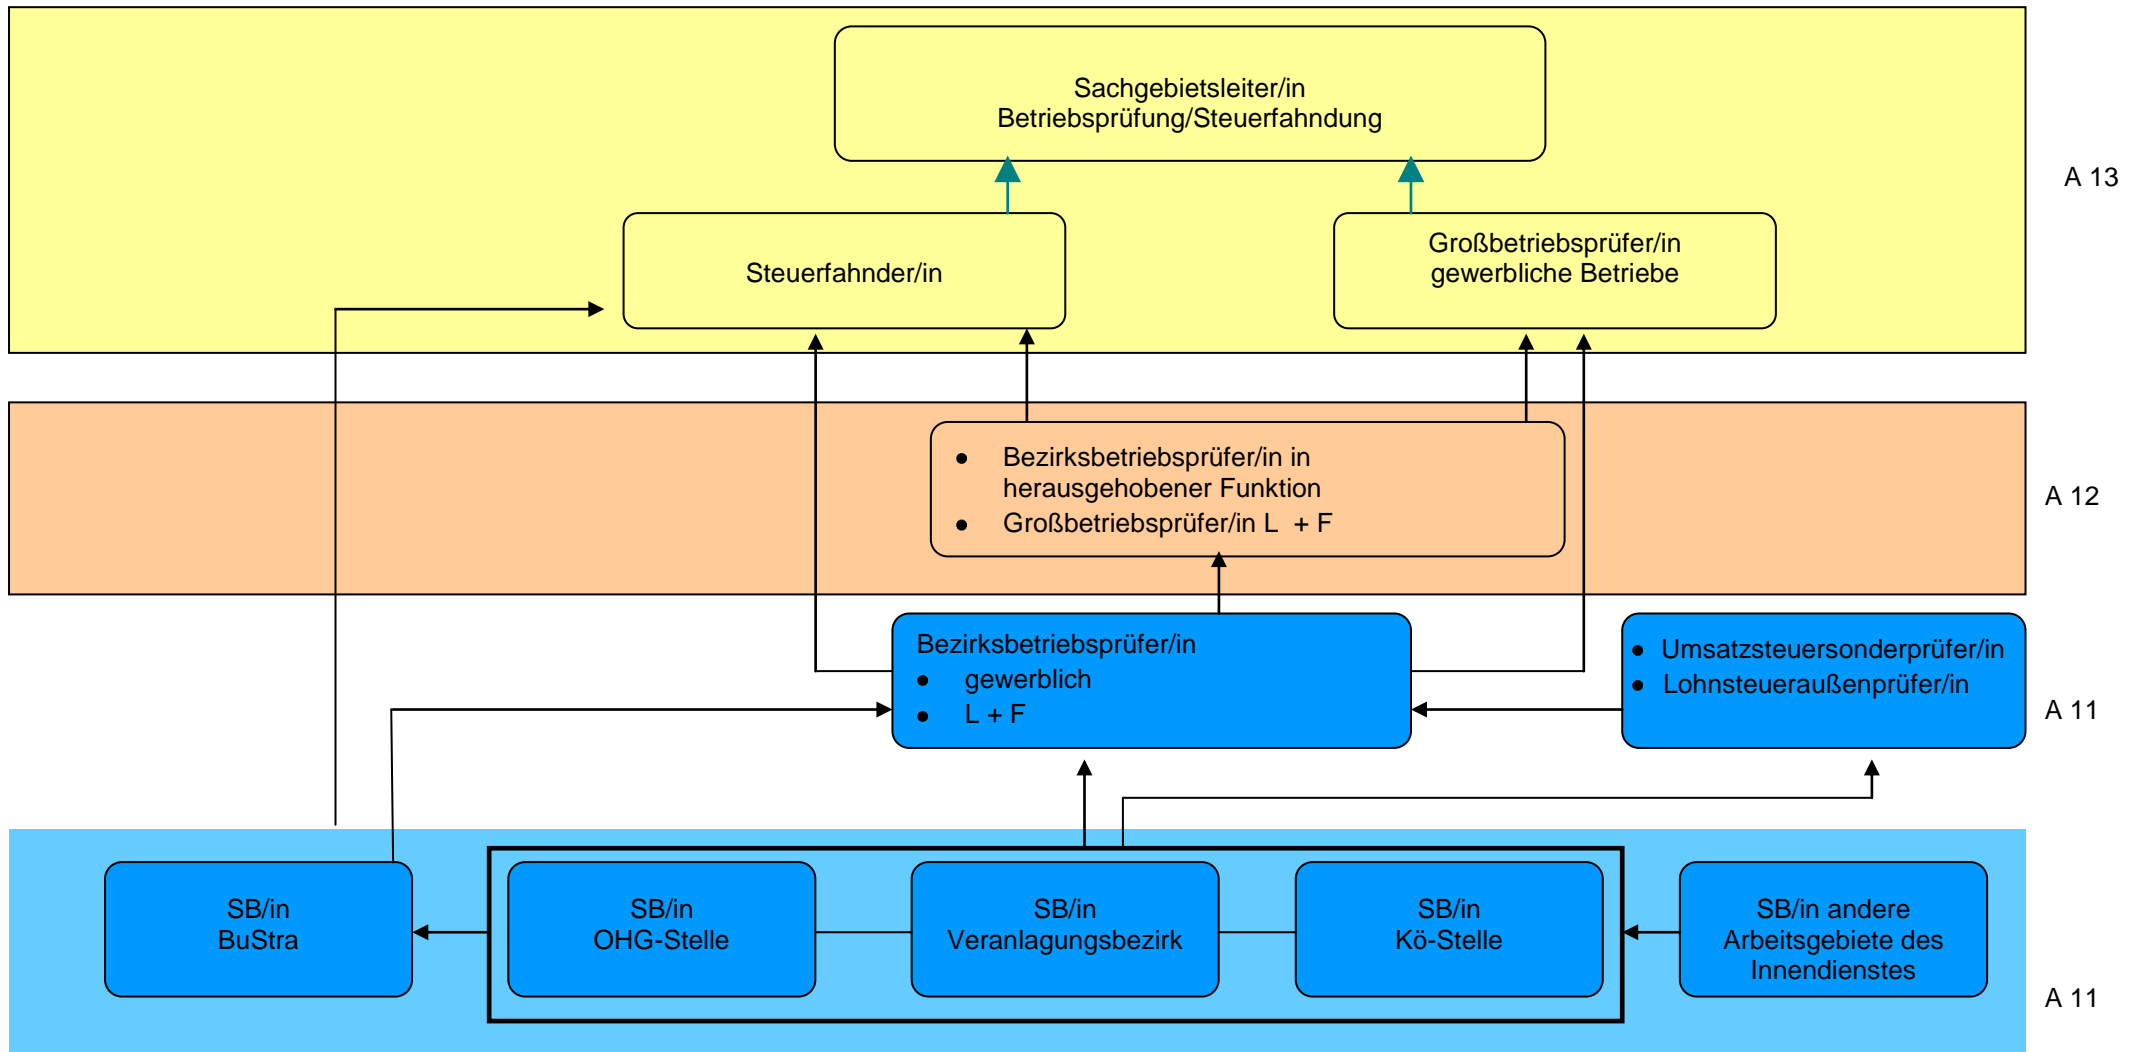 Sachgebietsleiter/in
Betriebsprüfung/Steuerfahndung
A 13
Steuerfahnder/in
Großbetriebsprüfer/in
gewerbliche Betriebe
● Bezirksbetriebsprüfer/in in
herausgehobener Funktion
● Großbetriebsprüfer/in L + F
A 12
Bezirksbetriebsprüfer/in
● gewerblich
● L + F
● Umsatzsteuersonderprüfer/in
● Lohnsteueraußenprüfer/in
A 11
SB/in
BuStra
SB/in
OHG-Stelle
SB/in
Veranlagungsbezirk
SB/in
Kö-Stelle
SB/in andere
Arbeitsgebiete des
Innendienstes
A 11